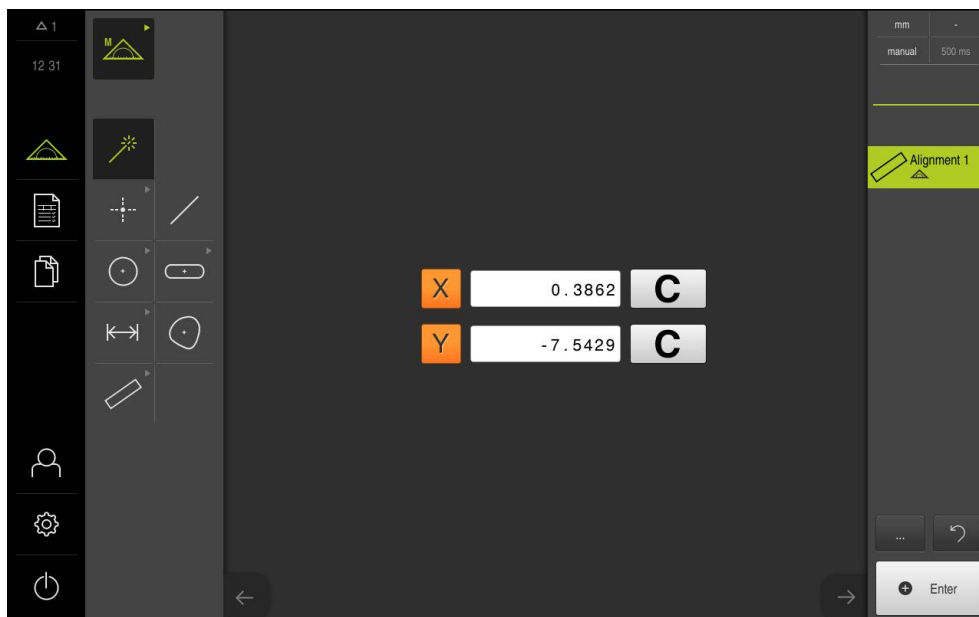 1
12 31
M
X 0.3862 C
Y -7.5429 C
mm -
manual 500 ms
Alignment 1
...
Enter